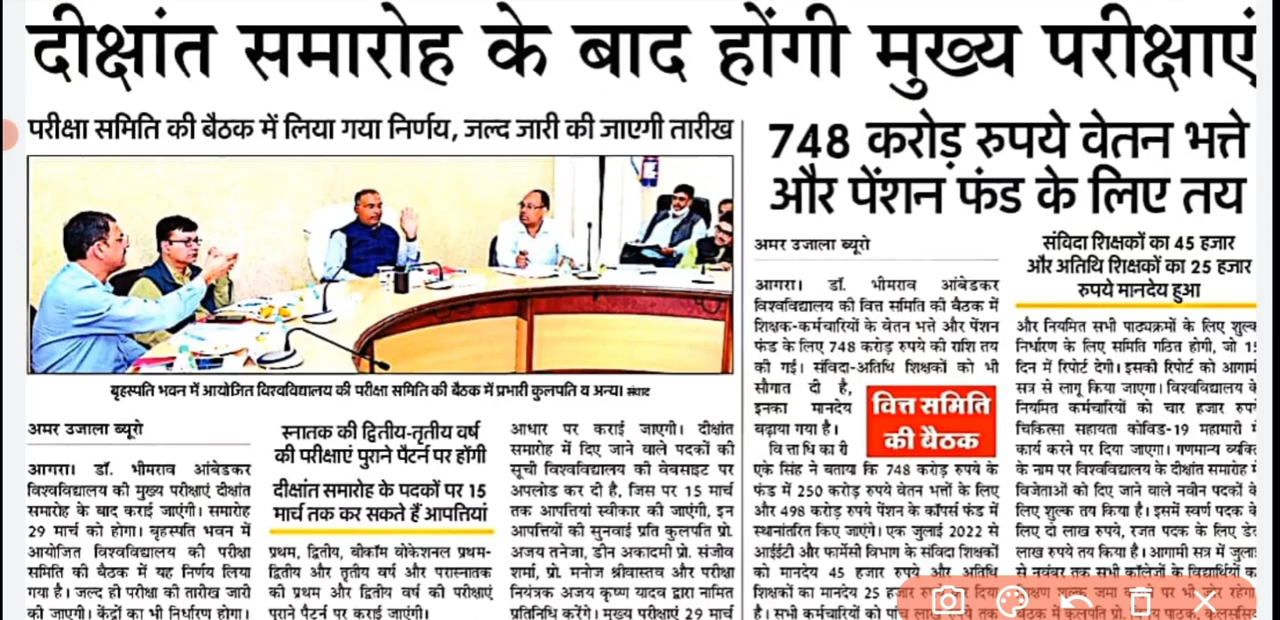 दीक्षांत समारोह के बाद होंगी मुख्य परीक्षाएं
परीक्षा समिति की बैठक में लिया गया निर्णय, जल्द जारी की जाएगी तारीख
बृहस्पति भवन में आयोजित विश्वविद्यालय की परीक्षा समिति की बैठक में प्रभारी कुलपति व अन्य। संवाद
अमर उजाला ब्यूरो
आगरा। डॉ. भीमराव आंबेडकर
विश्वविद्यालय की मुख्य परीक्षाएं दीक्षांत
समारोह के बाद कराई जाएंगी। समारोह
29 मार्च को होगा। बृहस्पति भवन में
आयोजित विश्वविद्यालय की परीक्षा
समिति की बैठक में यह निर्णय लिया
गया है। जल्द ही परीक्षा की तारीख जारी
की जाएगी। केंद्रों का भी निर्धारण होगा।
स्नातक की द्वितीय-तृतीय वर्ष
की परीक्षाएं पुराने पैटर्न पर होंगी
दीक्षांत समारोह के पदकों पर 15
मार्च तक कर सकते हैं आपत्तियां
प्रथम, द्वितीय, बीकॉम वोकेशनल प्रथम-
द्वितीय और तृतीय वर्ष और परास्नातक
की प्रथम और द्वितीय वर्ष की परीक्षाएं
पुराने पैटर्न पर कराई जाएंगी।
आधार पर कराई जाएगी। दीक्षांत
समारोह में दिए जाने वाले पदकों की
सूची विश्वविद्यालय की वेबसाइट पर
अपलोड कर दी है, जिस पर 15 मार्च
तक आपत्तियां स्वीकार की जाएंगी, इन
आपत्तियों की सुनवाई प्रति कुलपति प्रो.
अजय तनेजा, डीन अकादमी प्रो. संजीव
शर्मा, प्रो. मनोज श्रीवास्तव और परीक्षा
नियंत्रक अजय कृष्ण यादव द्वारा नामित
प्रतिनिधि करेंगे। मुख्य परीक्षाएं 29 मार्च
748 करोड़ रुपये वेतन भत्ते
और पेंशन फंड के लिए तय
अमर उजाला ब्यूरो
आगरा। डॉ. भीमराव आंबेडकर
विश्वविद्यालय की वित्त समिति की बैठक में
शिक्षक-कर्मचारियों के वेतन भत्ते और पेंशन
फंड के लिए 748 करोड़ रुपये की राशि तय
की गई। संविदा-अतिथि शिक्षकों को भी
सौगात दी है,
इनका मानदेय
बढ़ाया गया है।
वित्ताधिकारी
वित्त समिति
की बैठक
एके सिंह ने बताया कि 748 करोड़ रुपये के
फंड में 250 करोड़ रुपये वेतन भत्तों के लिए
और 498 करोड़ रुपये पेंशन के कॉर्पस फंड में
स्थानांतरित किए जाएंगे। एक जुलाई 2022 से
आईईटी और फार्मेसी विभाग के संविदा शिक्षकों
को मानदेय 45 हजार रुपये और अतिथि
शिक्षकों का मानदेय 25 हजार
है। सभी कर्मचारियों को पांच लाख रुपये तक
संविदा शिक्षकों का 45 हजार
और अतिथि शिक्षकों का 25 हजार
रुपये मानदेय हुआ
और नियमित सभी पाठ्यक्रमों के लिए शुल्क
निर्धारण के लिए समिति गठित होगी, जो
दिन में रिपोर्ट देगी। इसकी रिपोर्ट को आगामी
सत्र से लागू किया जाएगा। विश्वविद्यालय के
नियमित कर्मचारियों को चार हजार रुपये
चिकित्सा सहायता कोविड-19 महामारी में
कार्य करने पर दिया जाएगा। गणमान्य
के नाम पर विश्वविद्यालय के दीक्षांत समारोह में
विजेताओं को दिए जाने वाले नवीन पदकों के
लिए शुल्क तय किया है। इसमें स्वर्ण पदक के
लिए दो लाख रुपये, रजत पदक के लिए डेढ़
लाख रुपये तय किया है। आगामी सत्र में जुलाई
से नवंबर तक सभी कॉलेजों के विद्यार्थियों का
शुल्क जमा पर भी जोर रहेगा।
बैठक में कुलपति प्रो. पाठक,